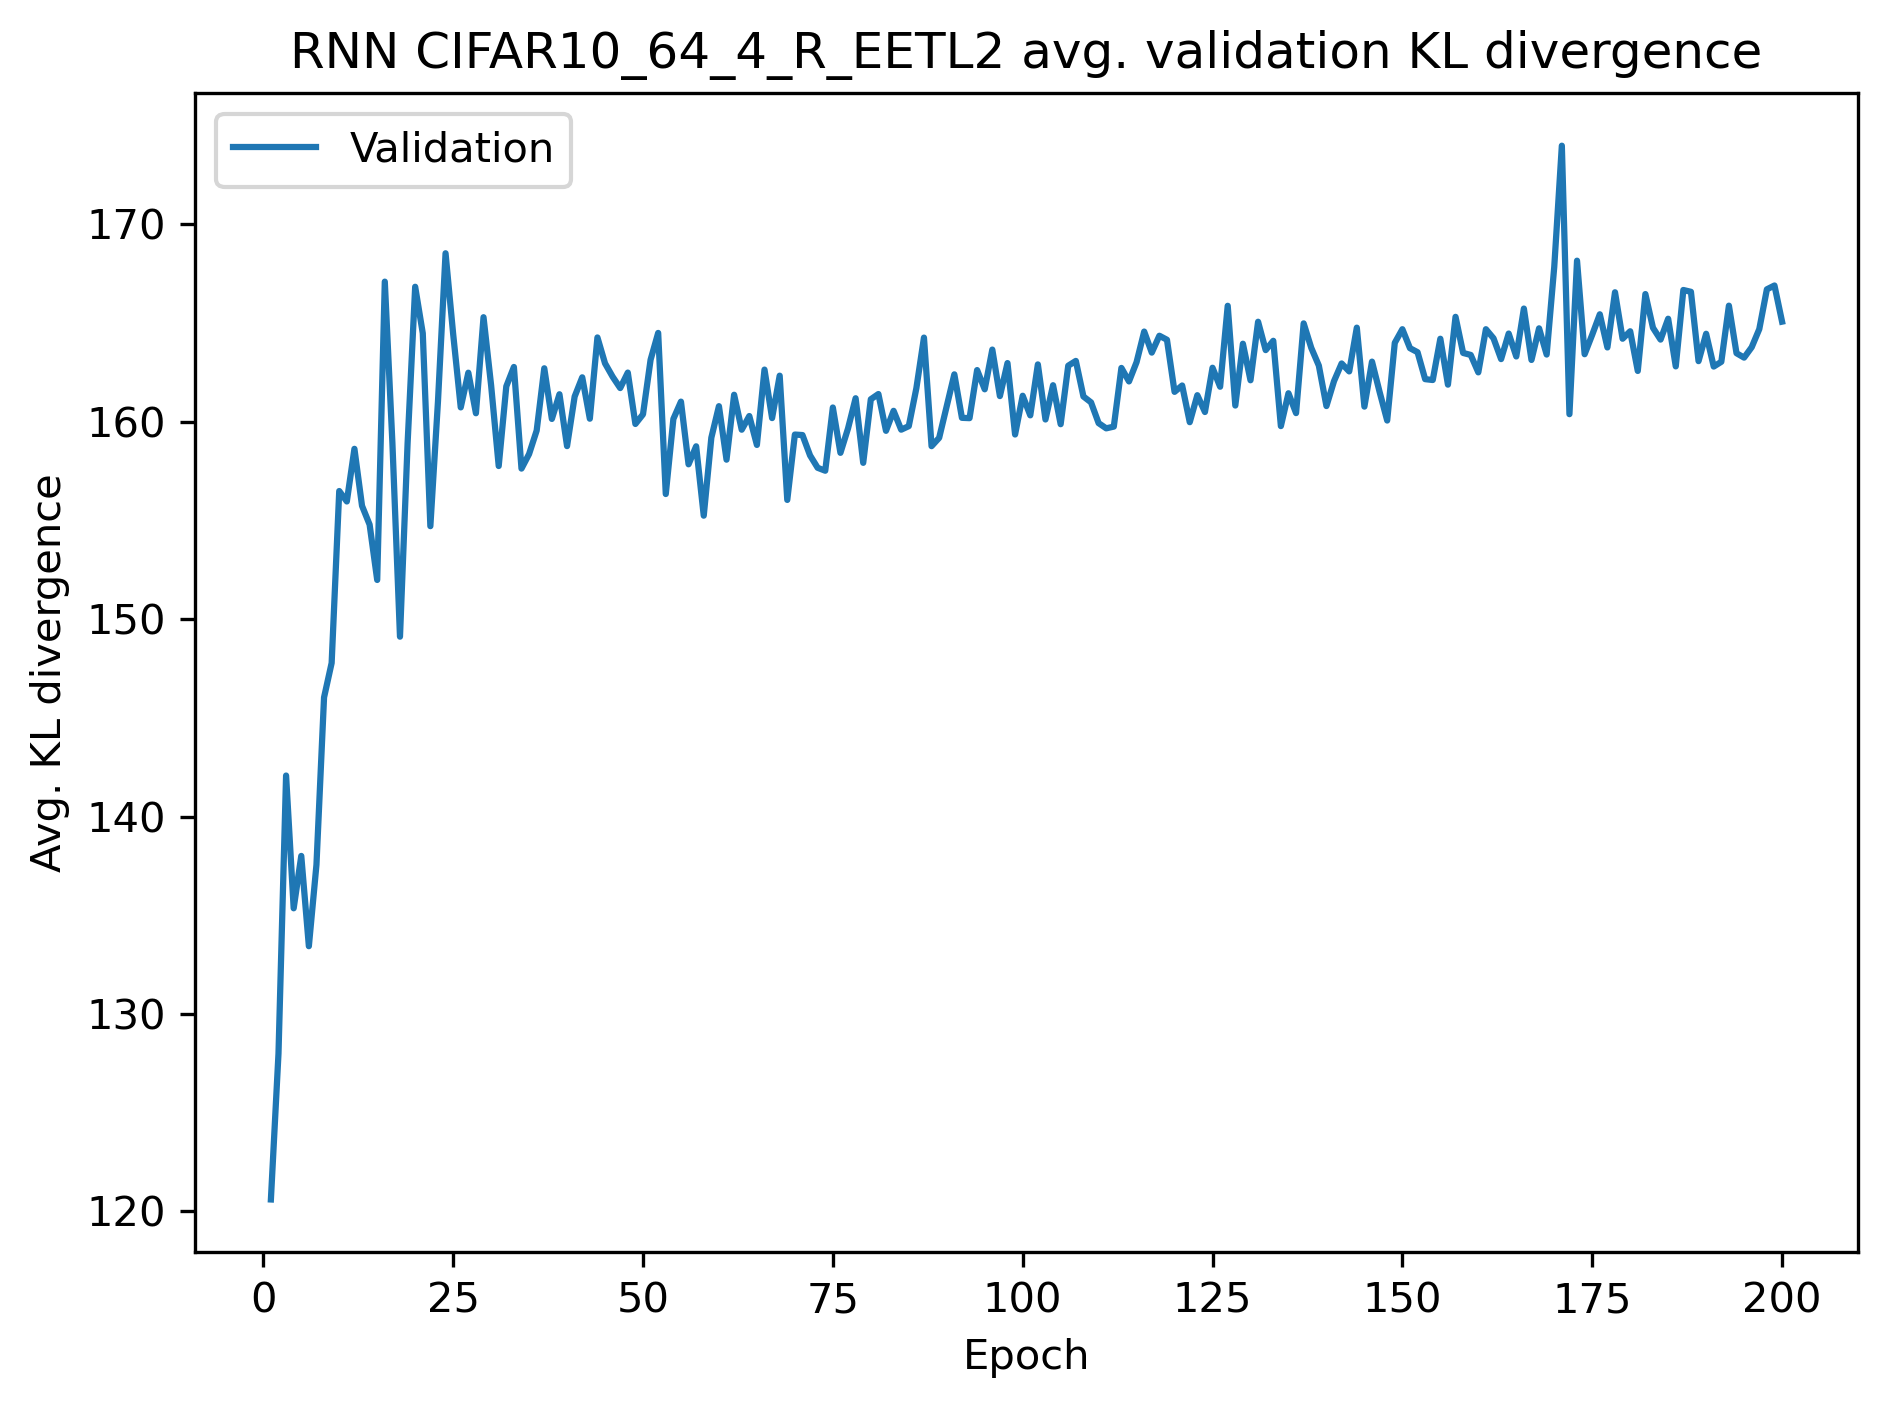 RNN CIFAR10_64_4_R_EETL2 avg. validation KL divergence
Validation
Avg. KL divergence
170
160
150
140
130
120
0 25 50 75 100 125 150 175 200
Epoch